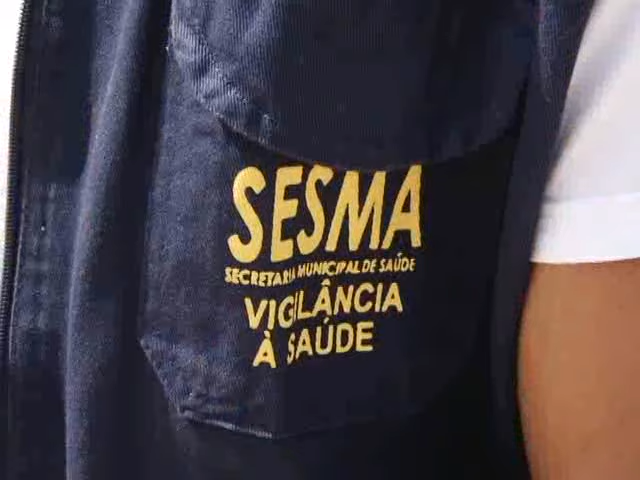 SESMA
SECRETARIA MUNICIPAL DE SAÚDE
VIGILÂNCIA
À SAÚDE